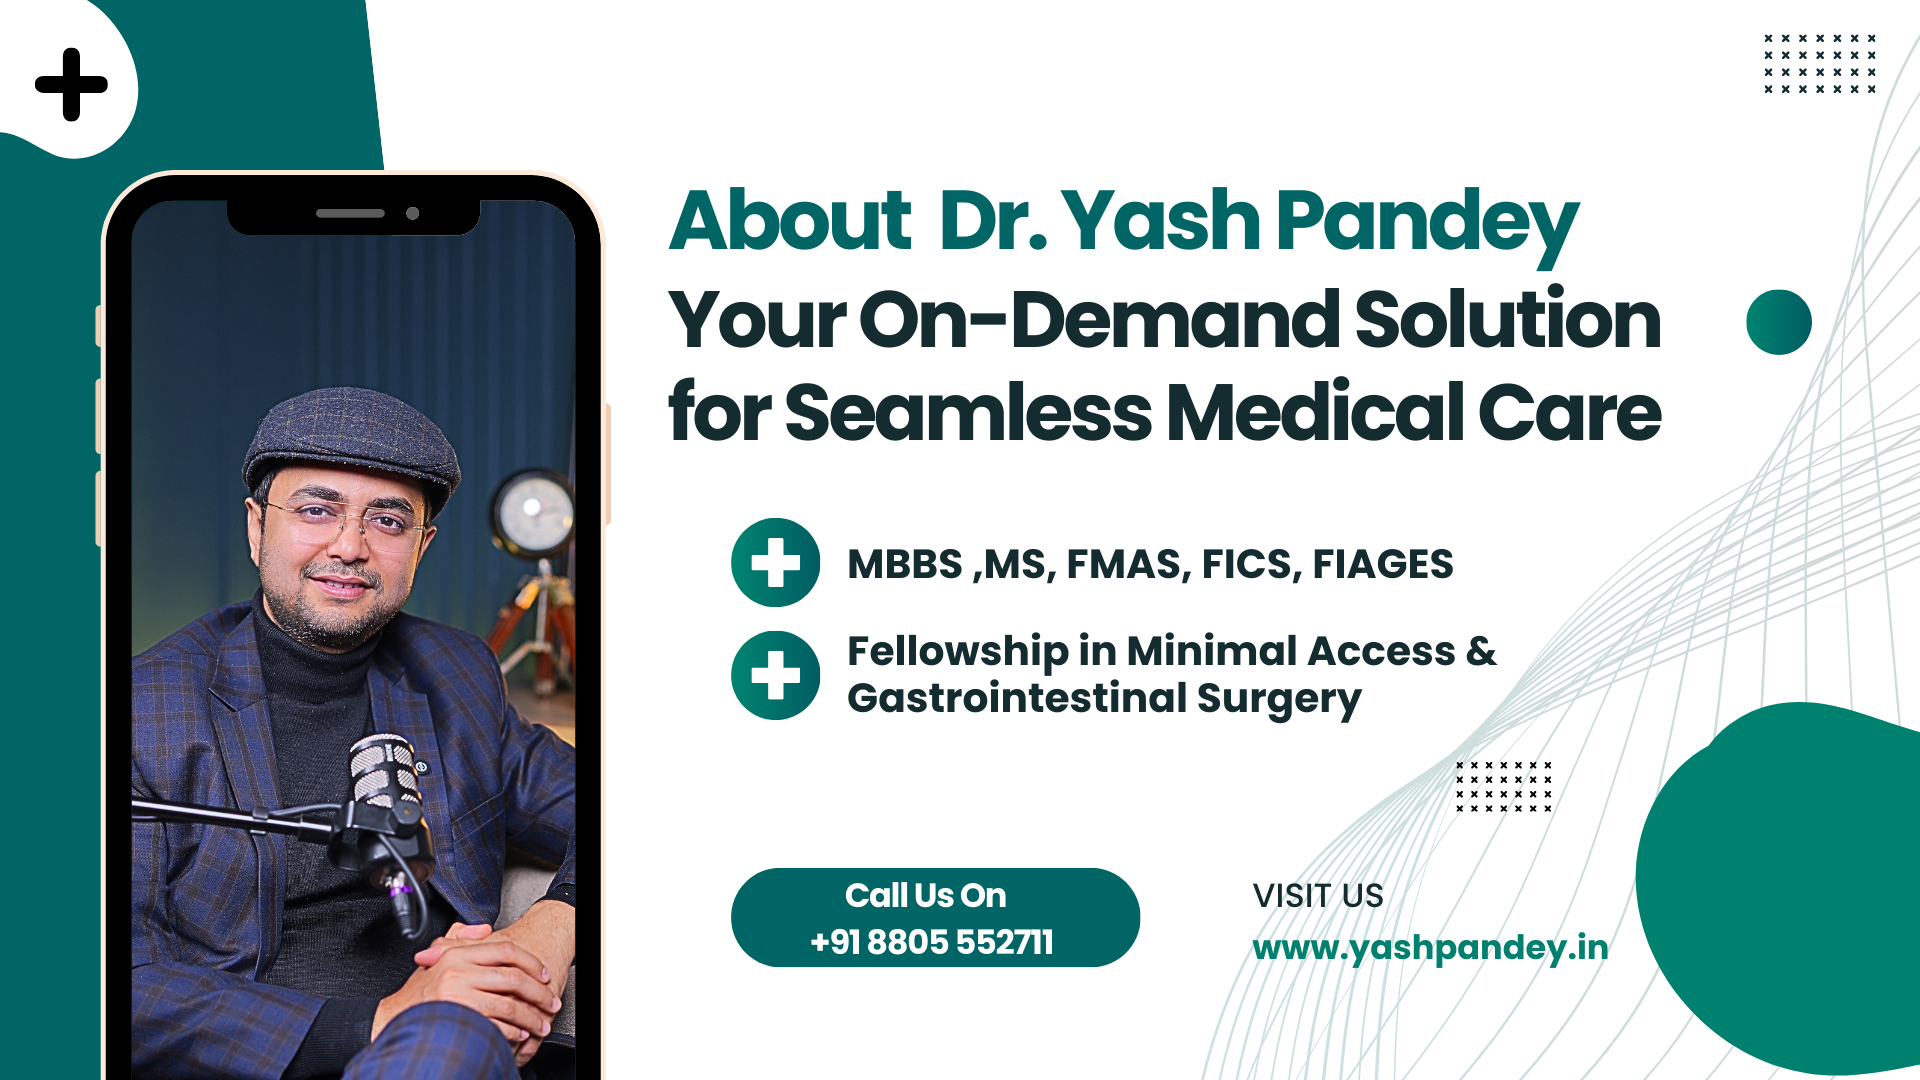 About Dr. Yash Pandey
Your On-Demand Solution
for Seamless Medical Care
MBBS ,MS, FMAS, FICS, FIAGES
Fellowship in Minimal Access &
Gastrointestinal Surgery
Call Us On
+91 8805 552711
VISIT US
www.yashpandey.in